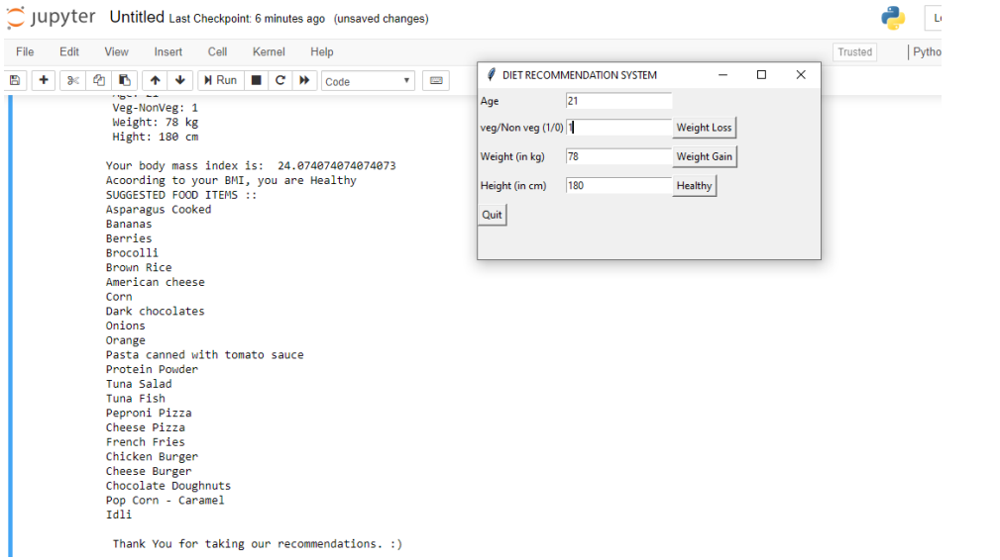 jupyter Untitled Last Checkpoint: 6 minutes ago (unsaved changes)
File Edit View Insert Cell Kernel Help Trusted Pytho
Run Code
Veg-NonVeg: 1
Weight: 78 kg
Hight: 180 cm
Your body mass index is: 24.074074074074073
Acoording to your BMI, you are Healthy
SUGGESTED FOOD ITEMS ::
Asparagus Cooked
Bananas
Berries
Brocolli
Brown Rice
American cheese
Corn
Dark chocolates
Onions
Orange
Pasta canned with tomato sauce
Protein Powder
Tuna Salad
Tuna Fish
Peproni Pizza
Cheese Pizza
French Fries
Chicken Burger
Cheese Burger
Chocolate Doughnuts
Pop Corn - Caramel
Idli
Thank You for taking our recommendations. :)
DIET RECOMMENDATION SYSTEM
Age 21
veg/Non veg (1/0) 1 Weight Loss
Weight (in kg) 78 Weight Gain
Height (in cm) 180 Healthy
Quit